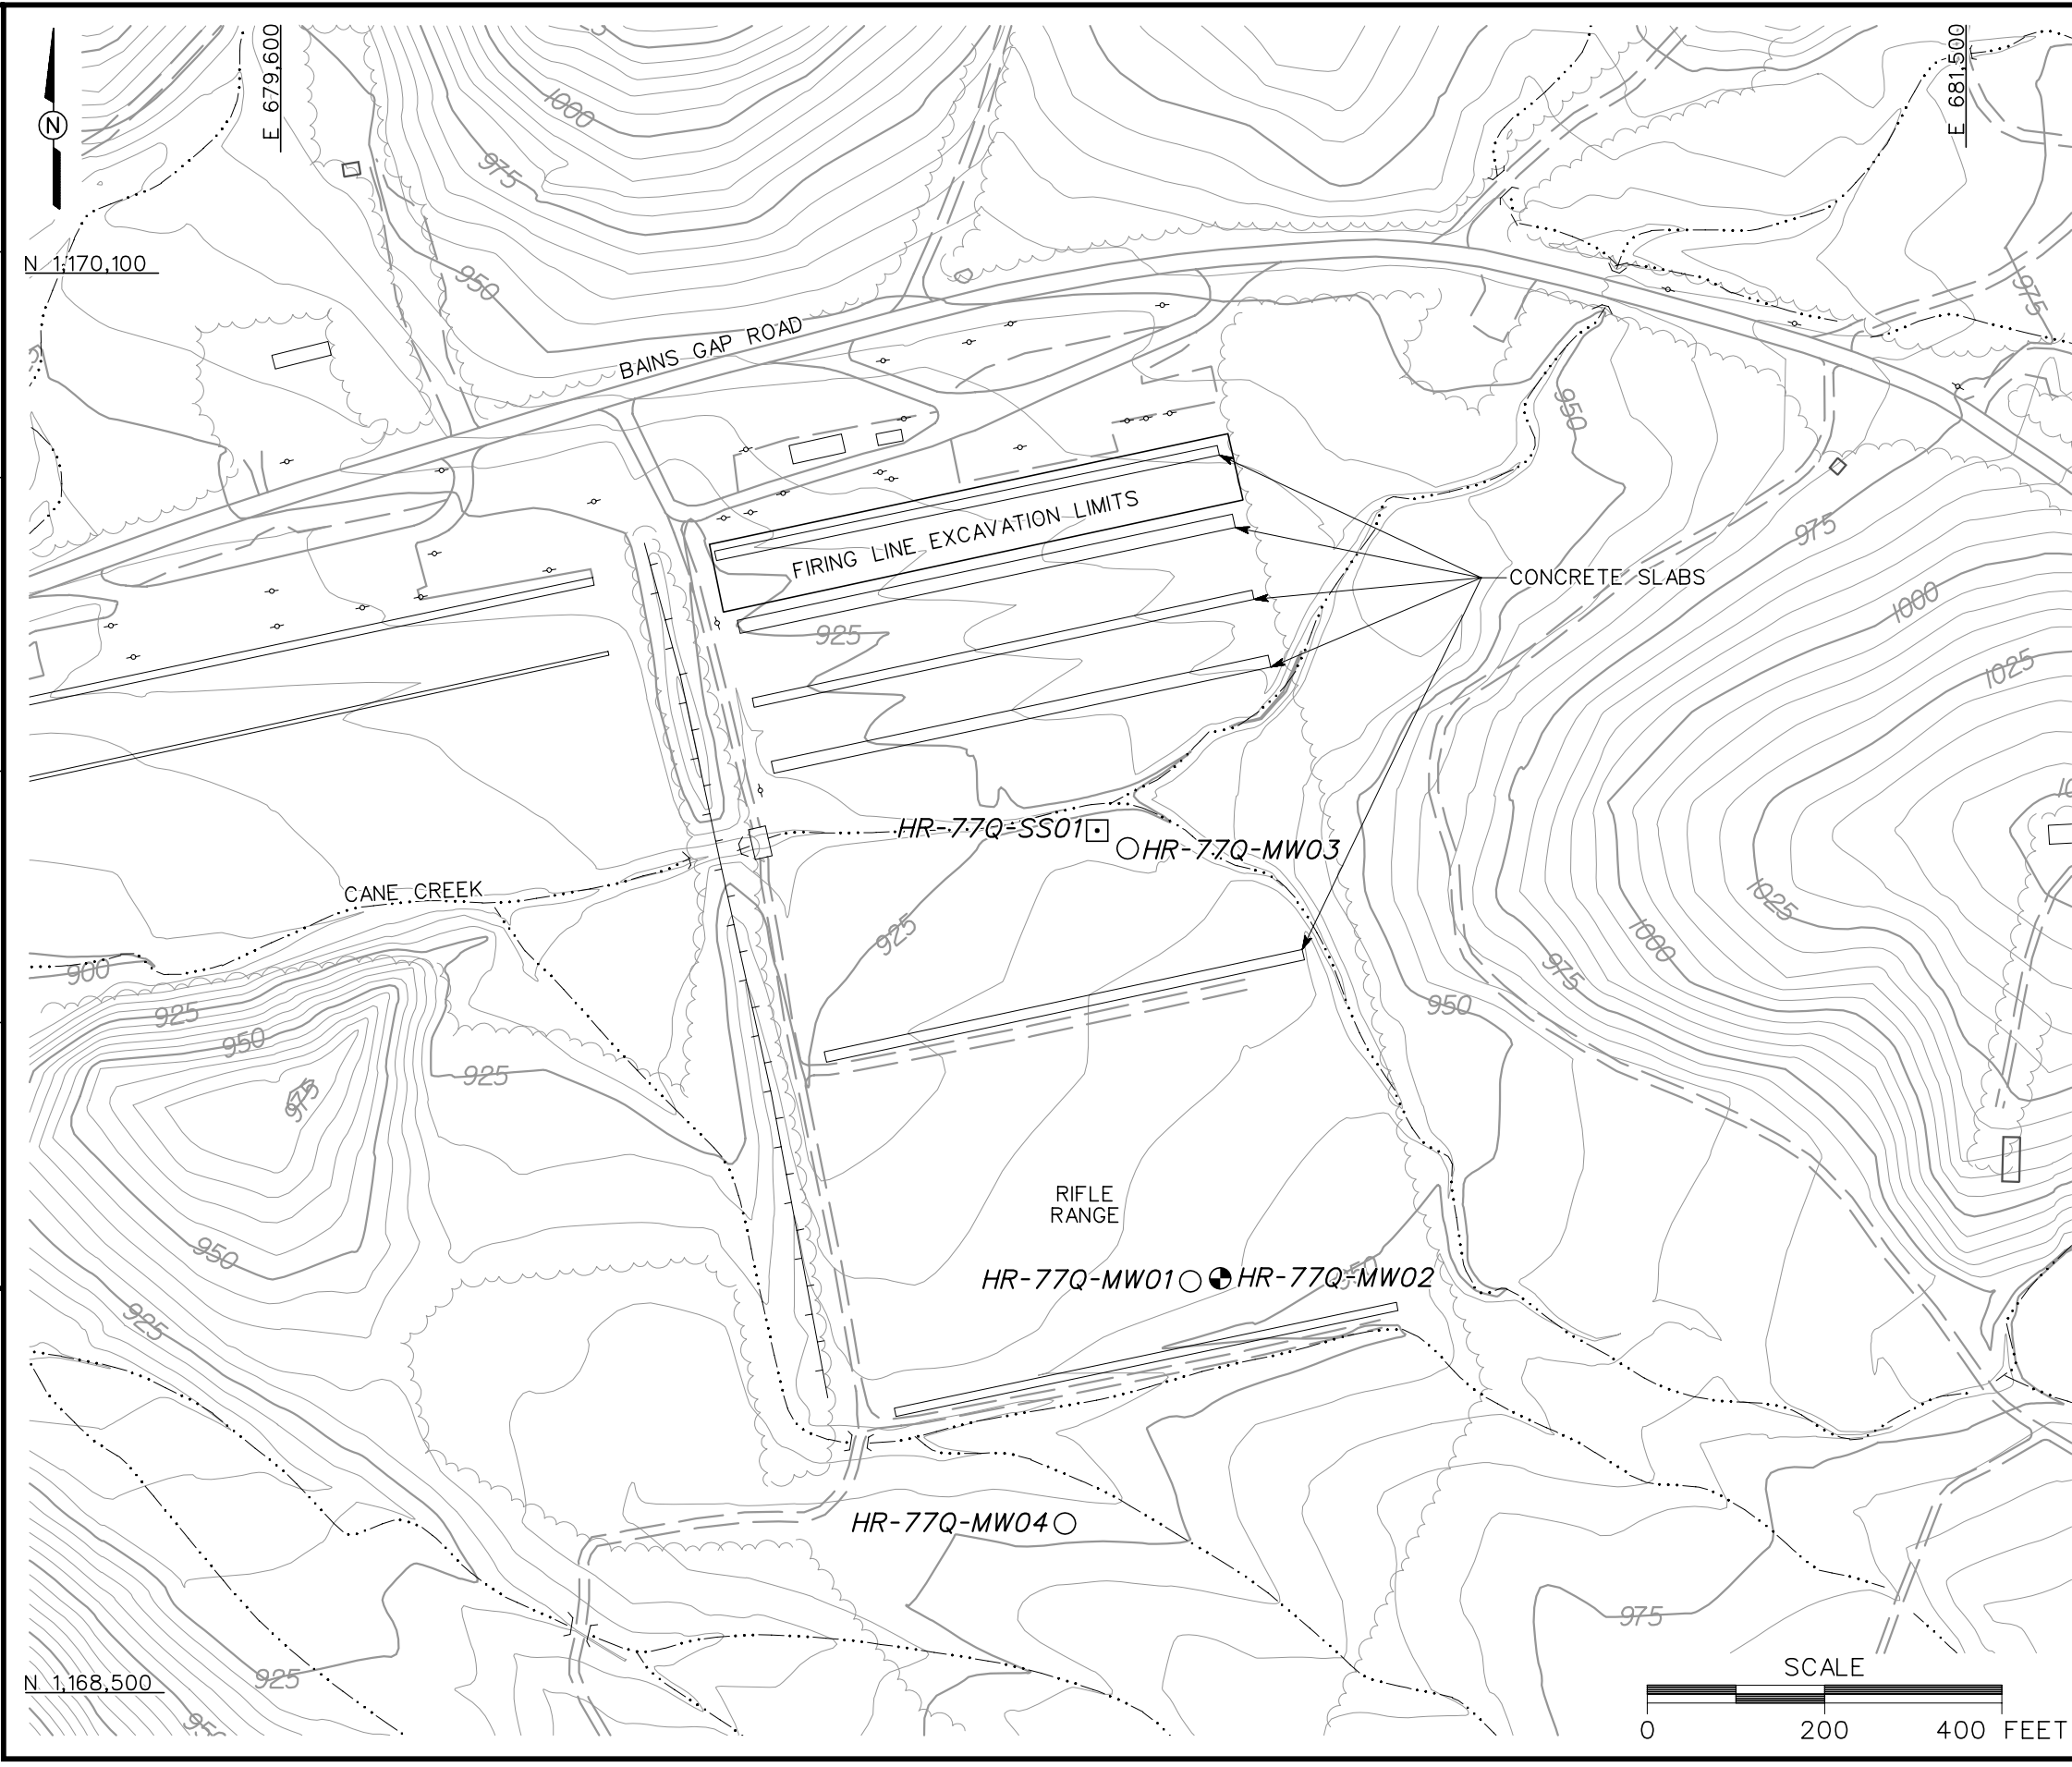 E 679,600
E 681,500
N
1000
975
N 1,170,100
950
975
BAINS GAP ROAD
950
975
FIRING LINE EXCAVATION LIMITS
CONCRETE SLABS
1000
925
1025
HR-77Q-SS01
HR-77Q-MW03
CANE CREEK
1025
925
1000
900
975
925
950
950
925
975
RIFLE
RANGE
950
HR-77Q-MW01
HR-77Q-MW02
950
925
HR-77Q-MW04
975
925
N 1,168,500
SCALE
0 200 400 FEET